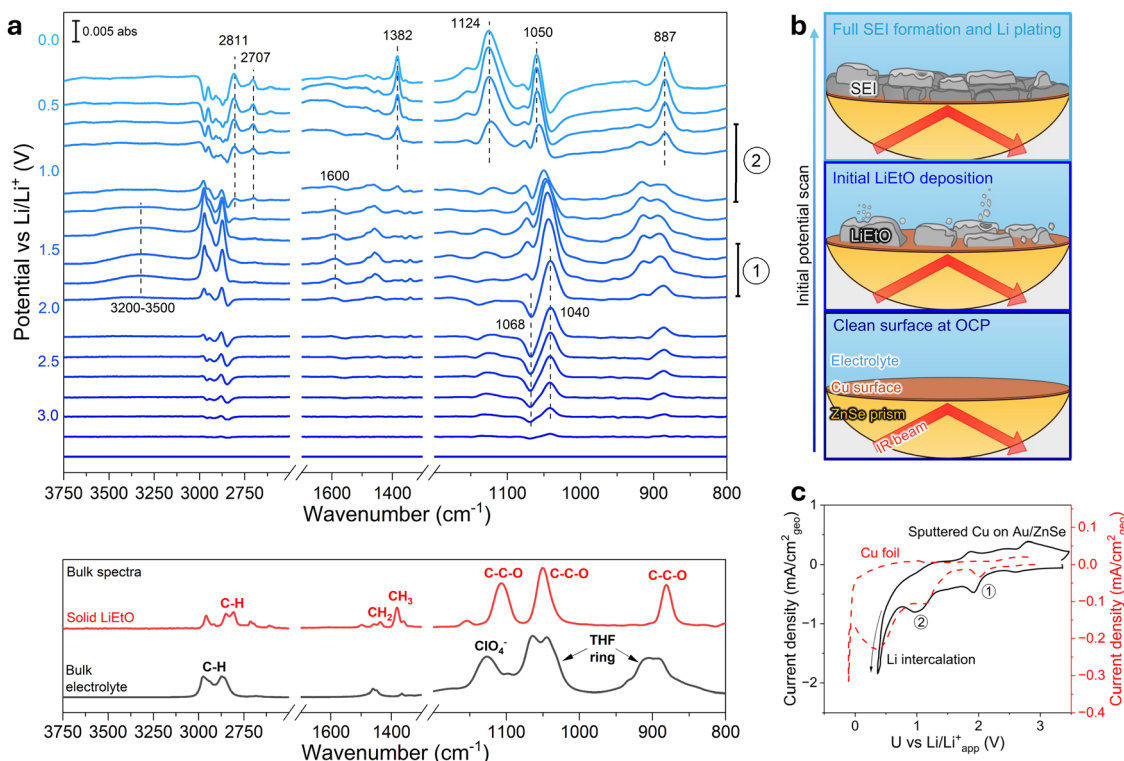 a
0.005 abs
Potential vs Li/Li⁺ (V)
0.0
0.5
1.0
1.5
2.0
2.5
3.0
2811
2707
1382
1124
1050
887
1600
3200-3500
1068
1040
②
①
3750 3500 3250 3000 2750 1600 1400 1100 1000 900 800
Wavenumber (cm⁻¹)
Bulk spectra
Solid LiEtO
C-H
CH₂
CH₃
C-C-O
C-C-O
C-C-O
Bulk
electrolyte
C-H
ClO₄⁻
THF
ring
3750 3500 3250 3000 2750 1600 1400 1100 1000 900 800
Wavenumber (cm⁻¹)
b
Initial potential scan
Full SEI formation and Li plating
SEI
Initial LiEtO deposition
LiEtO
Clean surface at OCP
Electrolyte
Cu surface
ZnSe prism
IR beam
c
Current density (mA/cm²geo)
1
0
−1
−2
Sputtered Cu on Au/ZnSe
Cu foil
①
②
Li intercalation
0.1
0.0
−0.1
−0.2
−0.3
−0.4
Current density (mA/cm²geo)
0 1 2 3
U vs Li/Li⁺app (V)